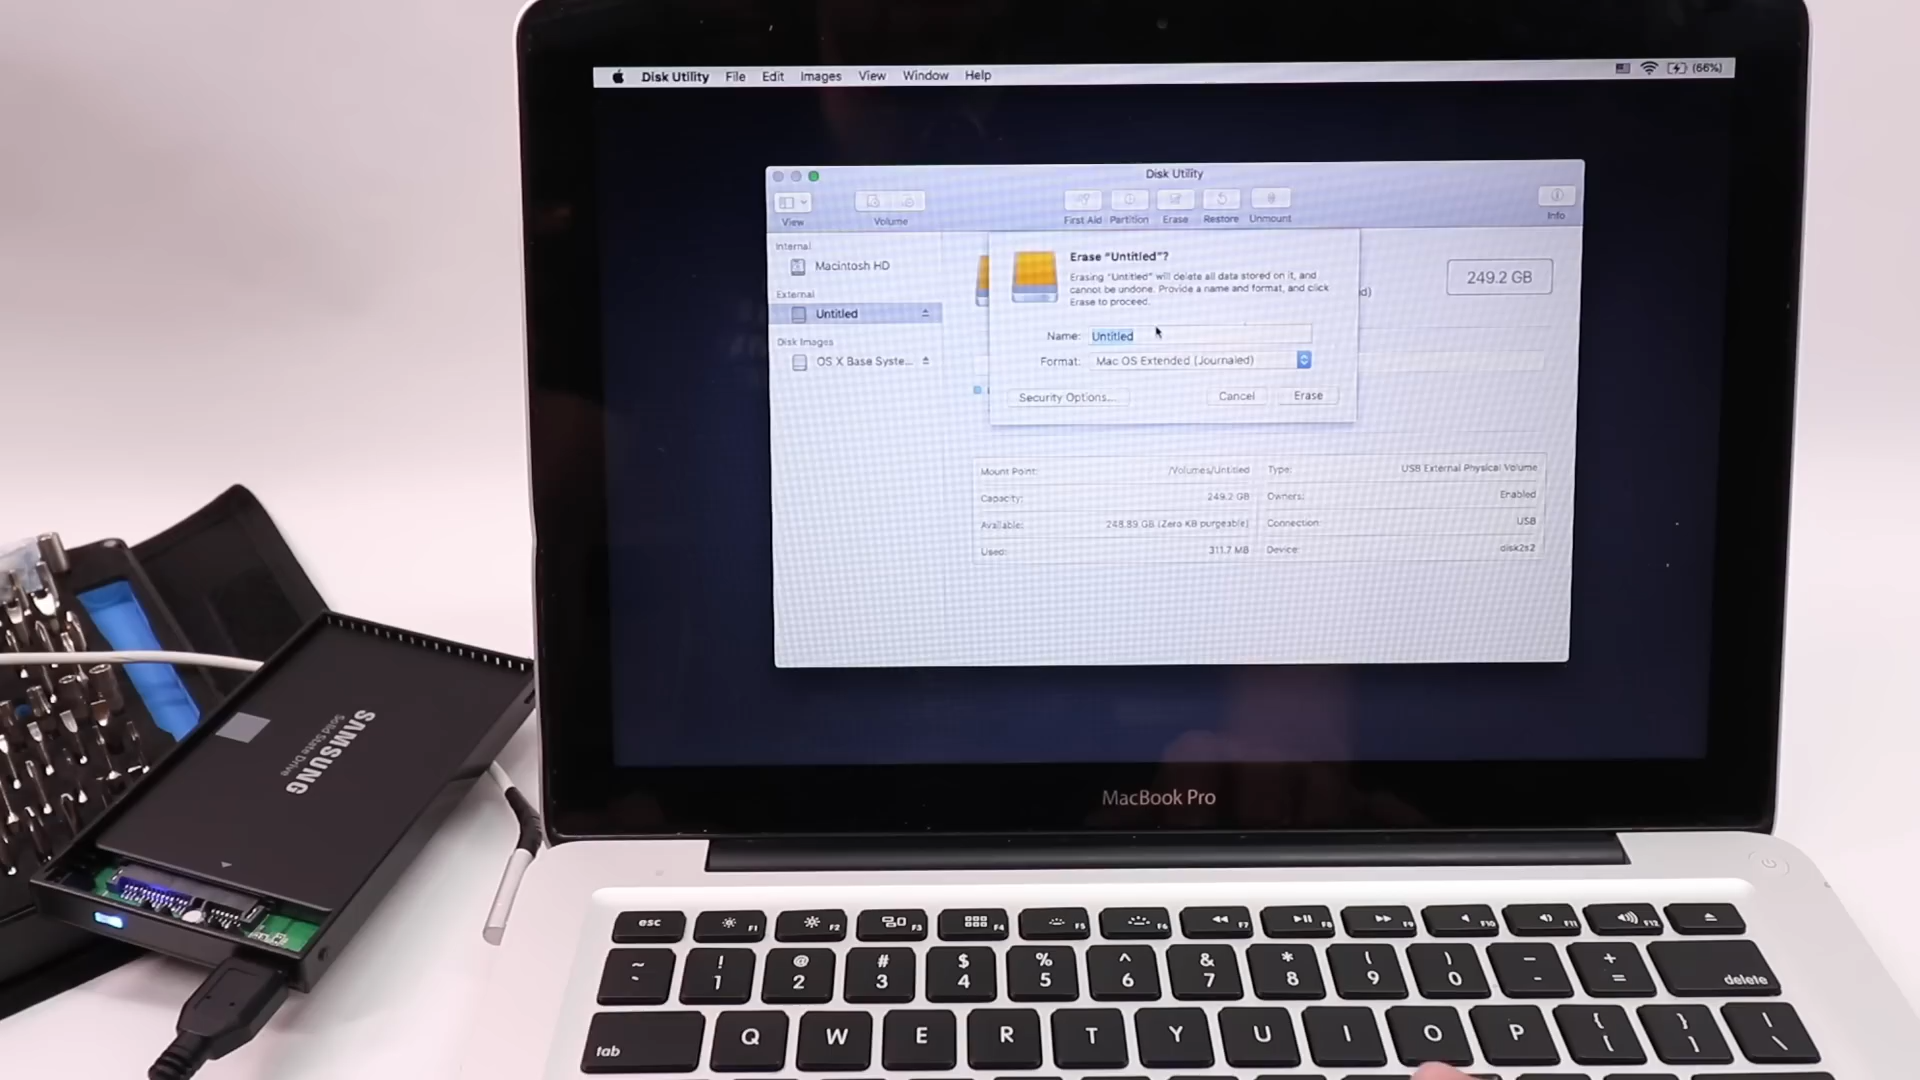 Disk Utility File Edit Images View Window Help (66%)
Disk Utility
View Volume First Aid Partition Erase Restore Unmount Info
Internal
Macintosh HD
External
Untitled
Disk Images
OS X Base Syste...
Erase "Untitled"?
Erasing "Untitled" will delete all data stored on it, and
cannot be undone. Provide a name and format, and click
Erase to proceed.
Name: Untitled
Format: Mac OS Extended (Journaled)
Security Options... Cancel Erase
249.2 GB
Mount Point: /Volumes/Untitled Type: USB External Physical Volume
Capacity: 249.2 GB Owners: Enabled
Available: 248.89 GB (Zero KB purgeable) Connection: USB
Used: 311.7 MB Device: disk2s2
SAMSUNG
Solid State Drive
MacBook Pro
esc F1 F2 F3 F4 F5 F6 F7 F8 F9 F10 F11 F12
~ ! @ # $ % ^ & * ( ) _ +
` 1 2 3 4 5 6 7 8 9 0 - = delete
tab Q W E R T Y U I O P { [ } ] | \